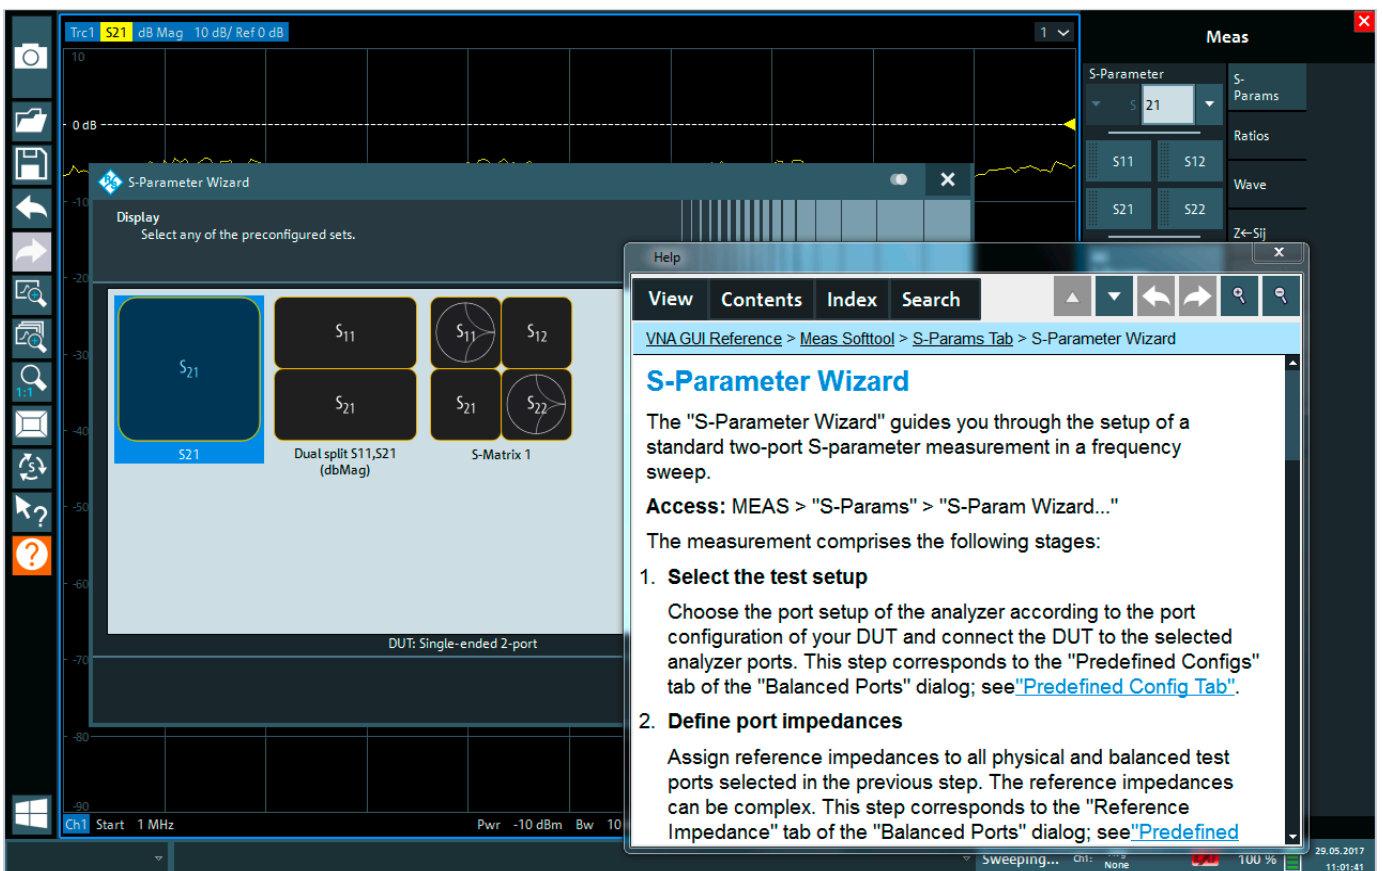 Trc1 S21 dB Mag 10 dB/ Ref 0 dB
1
10
0 dB
-10
-20
-30
-40
-50
-60
-70
-80
-90
Ch1 Start 1 MHz
Pwr -10 dBm Bw 10
S-Parameter Wizard
Display
Select any of the preconfigured sets.
S21
S11
S21
S11 S12
S21 S22
S21
Dual split S11,S21
(dbMag)
S-Matrix 1
DUT: Single-ended 2-port
1:1
S
?
?
Meas
S-Parameter
S 21
S11 S12
S21 S22
S-
Params
Ratios
Wave
Z←Sij
Help
View Contents Index Search
VNA GUI Reference > Meas Softtool > S-Params Tab > S-Parameter Wizard
S-Parameter Wizard
The "S-Parameter Wizard" guides you through the setup of a
standard two-port S-parameter measurement in a frequency
sweep.
Access: MEAS > "S-Params" > "S-Param Wizard..."
The measurement comprises the following stages:
1. Select the test setup
Choose the port setup of the analyzer according to the port
configuration of your DUT and connect the DUT to the selected
analyzer ports. This step corresponds to the "Predefined Configs"
tab of the "Balanced Ports" dialog; see"Predefined Config Tab".
2. Define port impedances
Assign reference impedances to all physical and balanced test
ports selected in the previous step. The reference impedances
can be complex. This step corresponds to the "Reference
Impedance" tab of the "Balanced Ports" dialog; see"Predefined
Sweeping... Ch1:
None
100 %
29.05.2017
11:01:41